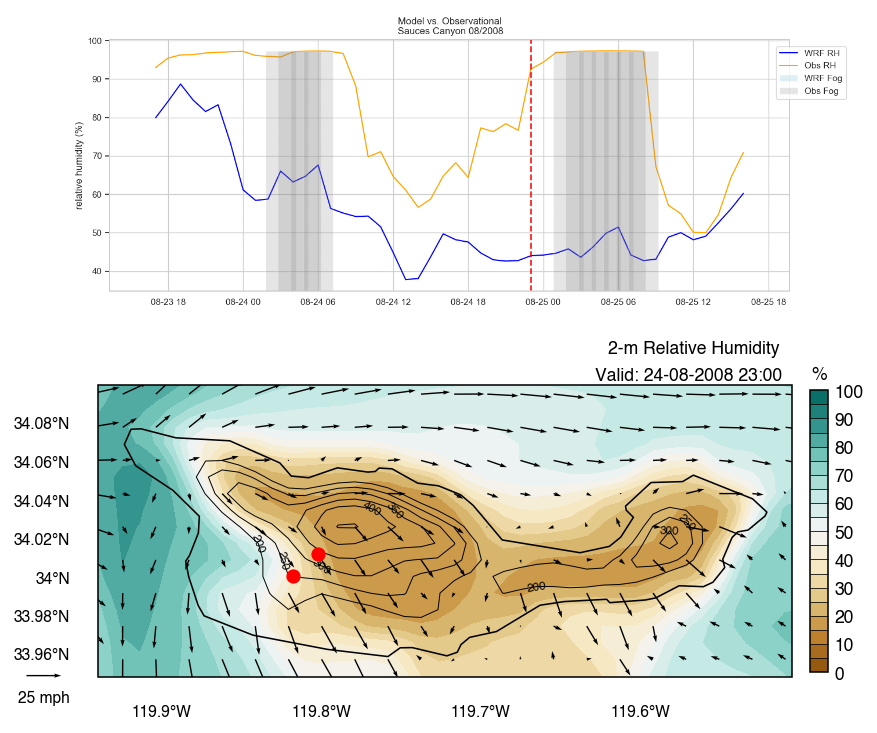 Model vs. Observational
Sauces Canyon 08/2008
relative humidity (%)
100
90
80
70
60
50
40
08-23 18
08-24 00
08-24 06
08-24 12
08-24 18
08-25 00
08-25 06
08-25 12
08-25 18
WRF RH
Obs RH
WRF Fog
Obs Fog
2-m Relative Humidity
Valid: 24-08-2008 23:00
%
34.08°N
34.06°N
34.04°N
34.02°N
34°N
33.98°N
33.96°N
25 mph
119.9°W
119.8°W
119.7°W
119.6°W
400
350
200
250
300
200
250
300
100
90
80
70
60
50
40
30
20
10
0